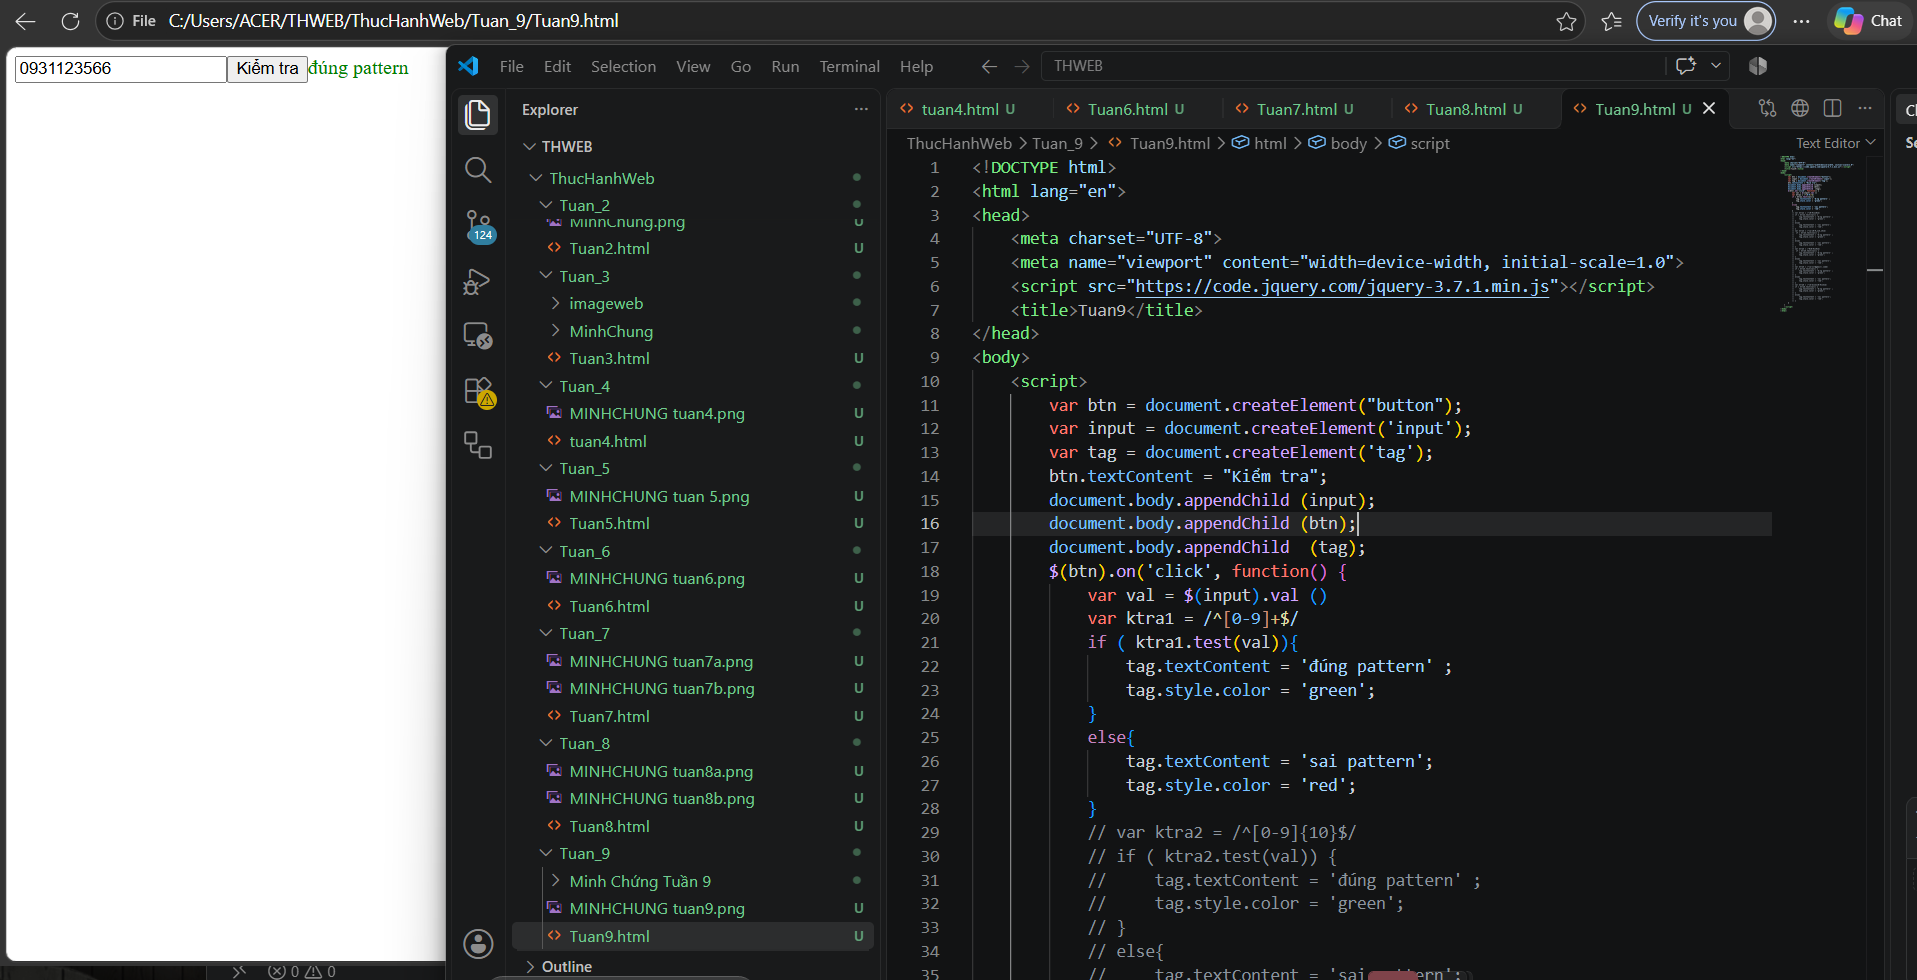 File C:/Users/ACER/THWEB/ThucHanhWeb/Tuan_9/Tuan9.html
Verify it's you
Chat
0931123566
Kiểm tra
đúng pattern
File Edit Selection View Go Run Terminal Help
THWEB
Explorer
THWEB
ThucHanhWeb
Tuan_2
MinhChung.png U
Tuan2.html U
Tuan_3
imageweb
MinhChung
Tuan3.html U
Tuan_4
MINHCHUNG tuan4.png U
tuan4.html U
Tuan_5
MINHCHUNG tuan 5.png U
Tuan5.html U
Tuan_6
MINHCHUNG tuan6.png U
Tuan6.html U
Tuan_7
MINHCHUNG tuan7a.png U
MINHCHUNG tuan7b.png U
Tuan7.html U
Tuan_8
MINHCHUNG tuan8a.png U
MINHCHUNG tuan8b.png U
Tuan8.html U
Tuan_9
Minh Chứng Tuần 9
MINHCHUNG tuan9.png U
Tuan9.html U
Outline
124
0 0
tuan4.html U Tuan6.html U Tuan7.html U Tuan8.html U Tuan9.html U
ThucHanhWeb > Tuan_9 > Tuan9.html > html > body > script
Text Editor
1 <!DOCTYPE html>
2 <html lang="en">
3 <head>
4 <meta charset="UTF-8">
5 <meta name="viewport" content="width=device-width, initial-scale=1.0">
6 <script src="https://code.jquery.com/jquery-3.7.1.min.js"></script>
7 <title>Tuan9</title>
8 </head>
9 <body>
10 <script>
11 var btn = document.createElement("button");
12 var input = document.createElement('input');
13 var tag = document.createElement('tag');
14 btn.textContent = "Kiểm tra";
15 document.body.appendChild (input);
16 document.body.appendChild (btn);
17 document.body.appendChild  (tag);
18 $(btn).on('click', function() {
19 var val = $(input).val ()
20 var ktra1 = /^[0-9]+$/
21 if ( ktra1.test(val)){
22 tag.textContent = 'đúng pattern' ;
23 tag.style.color = 'green';
24 }
25 else{
26 tag.textContent = 'sai pattern';
27 tag.style.color = 'red';
28 }
29 // var ktra2 = /^[0-9]{10}$/
30 // if ( ktra2.test(val)) {
31 //     tag.textContent = 'đúng pattern' ;
32 //     tag.style.color = 'green';
33 // }
34 // else{
35 //     tag.textContent =